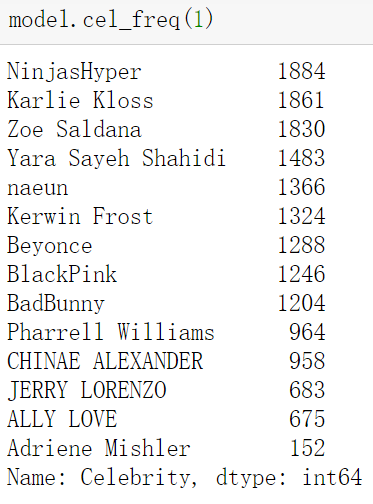 model.cel_freq(1)
NinjasHyper 1884
Karlie Kloss 1861
Zoe Saldana 1830
Yara Sayeh Shahidi 1483
naeun 1366
Kerwin Frost 1324
Beyonce 1288
BlackPink 1246
BadBunny 1204
Pharrell Williams 964
CHINAE ALEXANDER 958
JERRY LORENZO 683
ALLY LOVE 675
Adriene Mishler 152
Name: Celebrity, dtype: int64